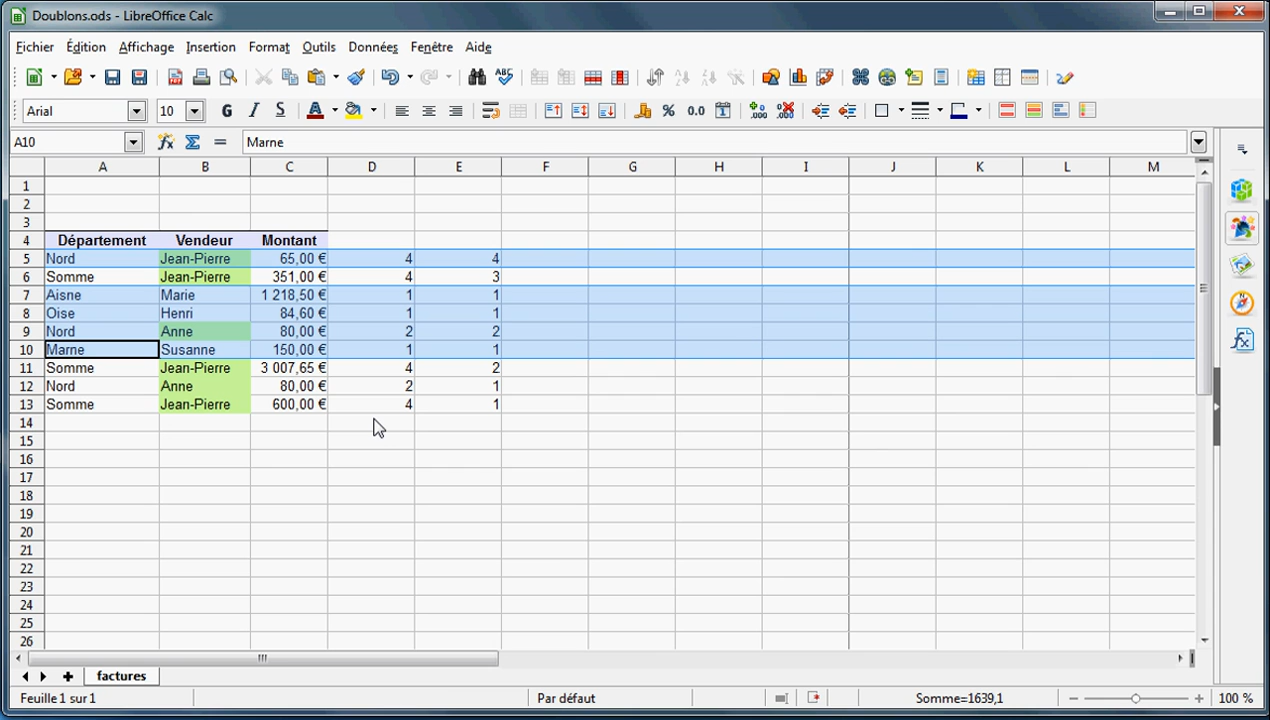 Doublons.ods - LibreOffice Calc
Fichier Édition Affichage Insertion Format Outils Données Fenêtre Aide
ABC
Arial 10 G I S % 0.0 .000 .000
A10 Σ = Marne
A B C D E F G H I J K L M
1
2
3
4 Département Vendeur Montant
5 Nord Jean-Pierre 65,00 € 4 4
6 Somme Jean-Pierre 351,00 € 4 3
7 Aisne Marie 1 218,50 € 1 1
8 Oise Henri 84,60 € 1 1
9 Nord Anne 80,00 € 2 2
10 Marne Susanne 150,00 € 1 1
11 Somme Jean-Pierre 3 007,65 € 4 2
12 Nord Anne 80,00 € 2 1
13 Somme Jean-Pierre 600,00 € 4 1
14
15
16
17
18
19
20
21
22
23
24
25
26
factures
Feuille 1 sur 1 Par défaut Somme=1639,1 100 %